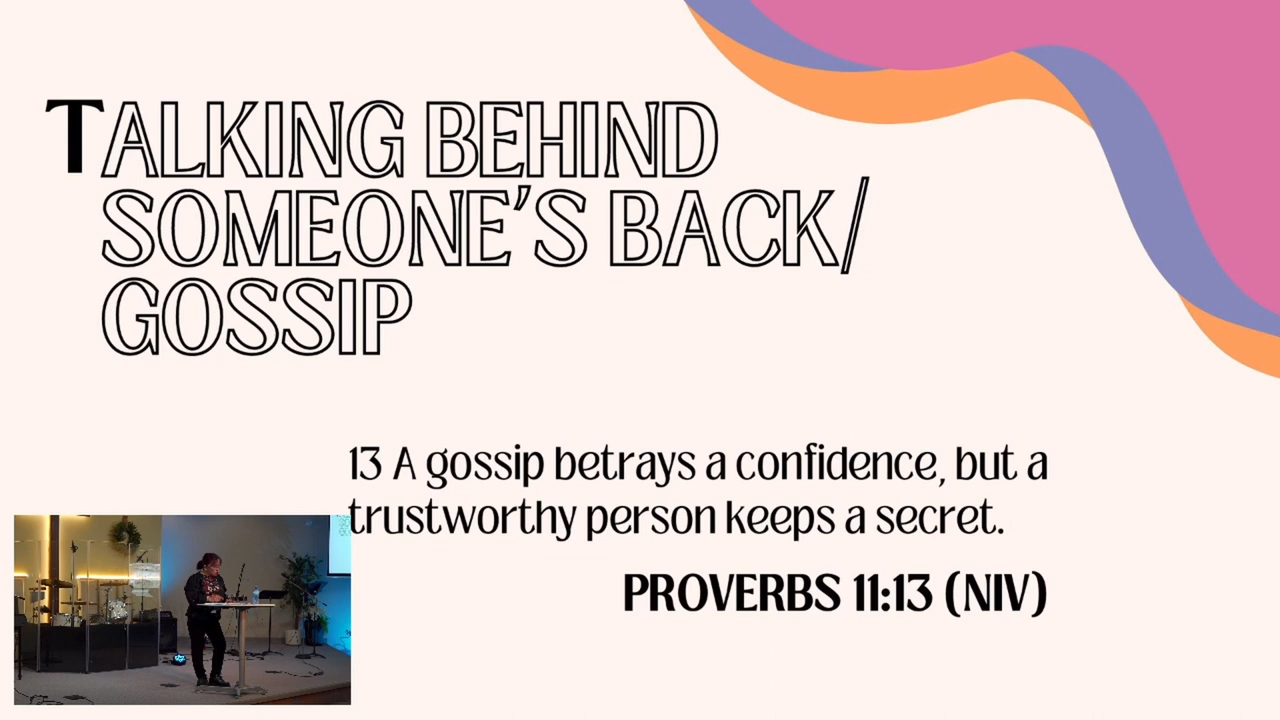 TALKING BEHIND
SOMEONE'S BACK/
GOSSIP
13 A gossip betrays a confidence, but a
trustworthy person keeps a secret.
PROVERBS 11:13 (NIV)